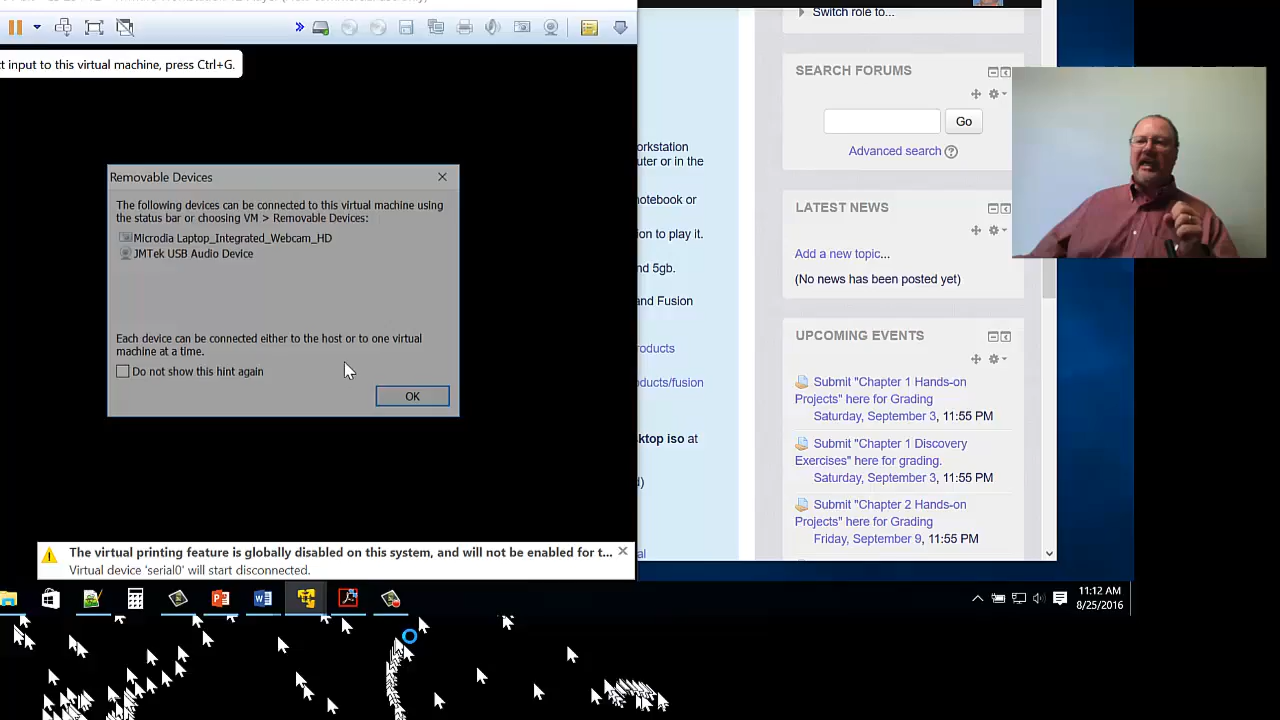 t input to this virtual machine, press Ctrl+G.
Removable Devices
The following devices can be connected to this virtual machine using
the status bar or choosing VM > Removable Devices:
Microdia Laptop_Integrated_Webcam_HD
JMTek USB Audio Device
Each device can be connected either to the host or to one virtual
machine at a time.
Do not show this hint again
OK
The virtual printing feature is globally disabled on this system, and will not be enabled for t...
Virtual device 'serial0' will start disconnected.
orkstation
uter or in the
notebook or
ion to play it.
nd 5gb.
and Fusion
roducts
oducts/fusion
ktop iso at
d)
al
Switch role to...
SEARCH FORUMS
Go
Advanced search
LATEST NEWS
Add a new topic...
(No news has been posted yet)
UPCOMING EVENTS
Submit "Chapter 1 Hands-on
Projects" here for Grading
Saturday, September 3, 11:55 PM
Submit "Chapter 1 Discovery
Exercises" here for grading.
Saturday, September 3, 11:55 PM
Submit "Chapter 2 Hands-on
Projects" here for Grading
Friday, September 9, 11:55 PM
11:12 AM
8/25/2016